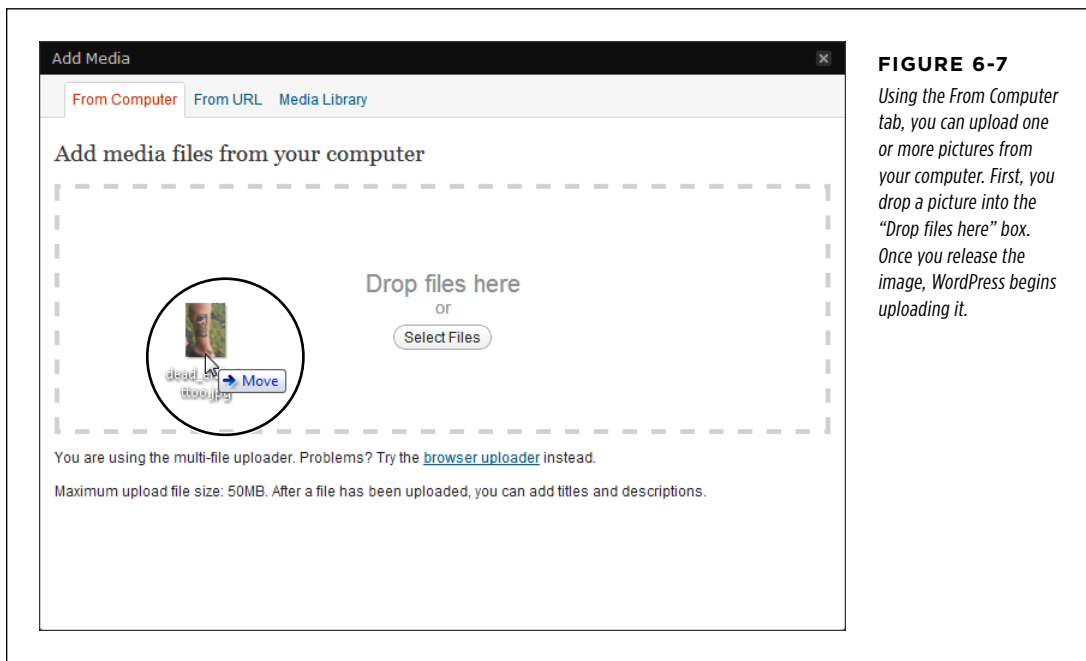 Add Media
From Computer From URL Media Library
Add media files from your computer
Drop files here
or
Select Files
Move
ttoo.jpg
You are using the multi-file uploader. Problems? Try the browser uploader instead.
Maximum upload file size: 50MB. After a file has been uploaded, you can add titles and descriptions.
FIGURE 6-7
Using the From Computer
tab, you can upload one
or more pictures from
your computer. First, you
drop a picture into the
“Drop files here” box.
Once you release the
image, WordPress begins
uploading it.